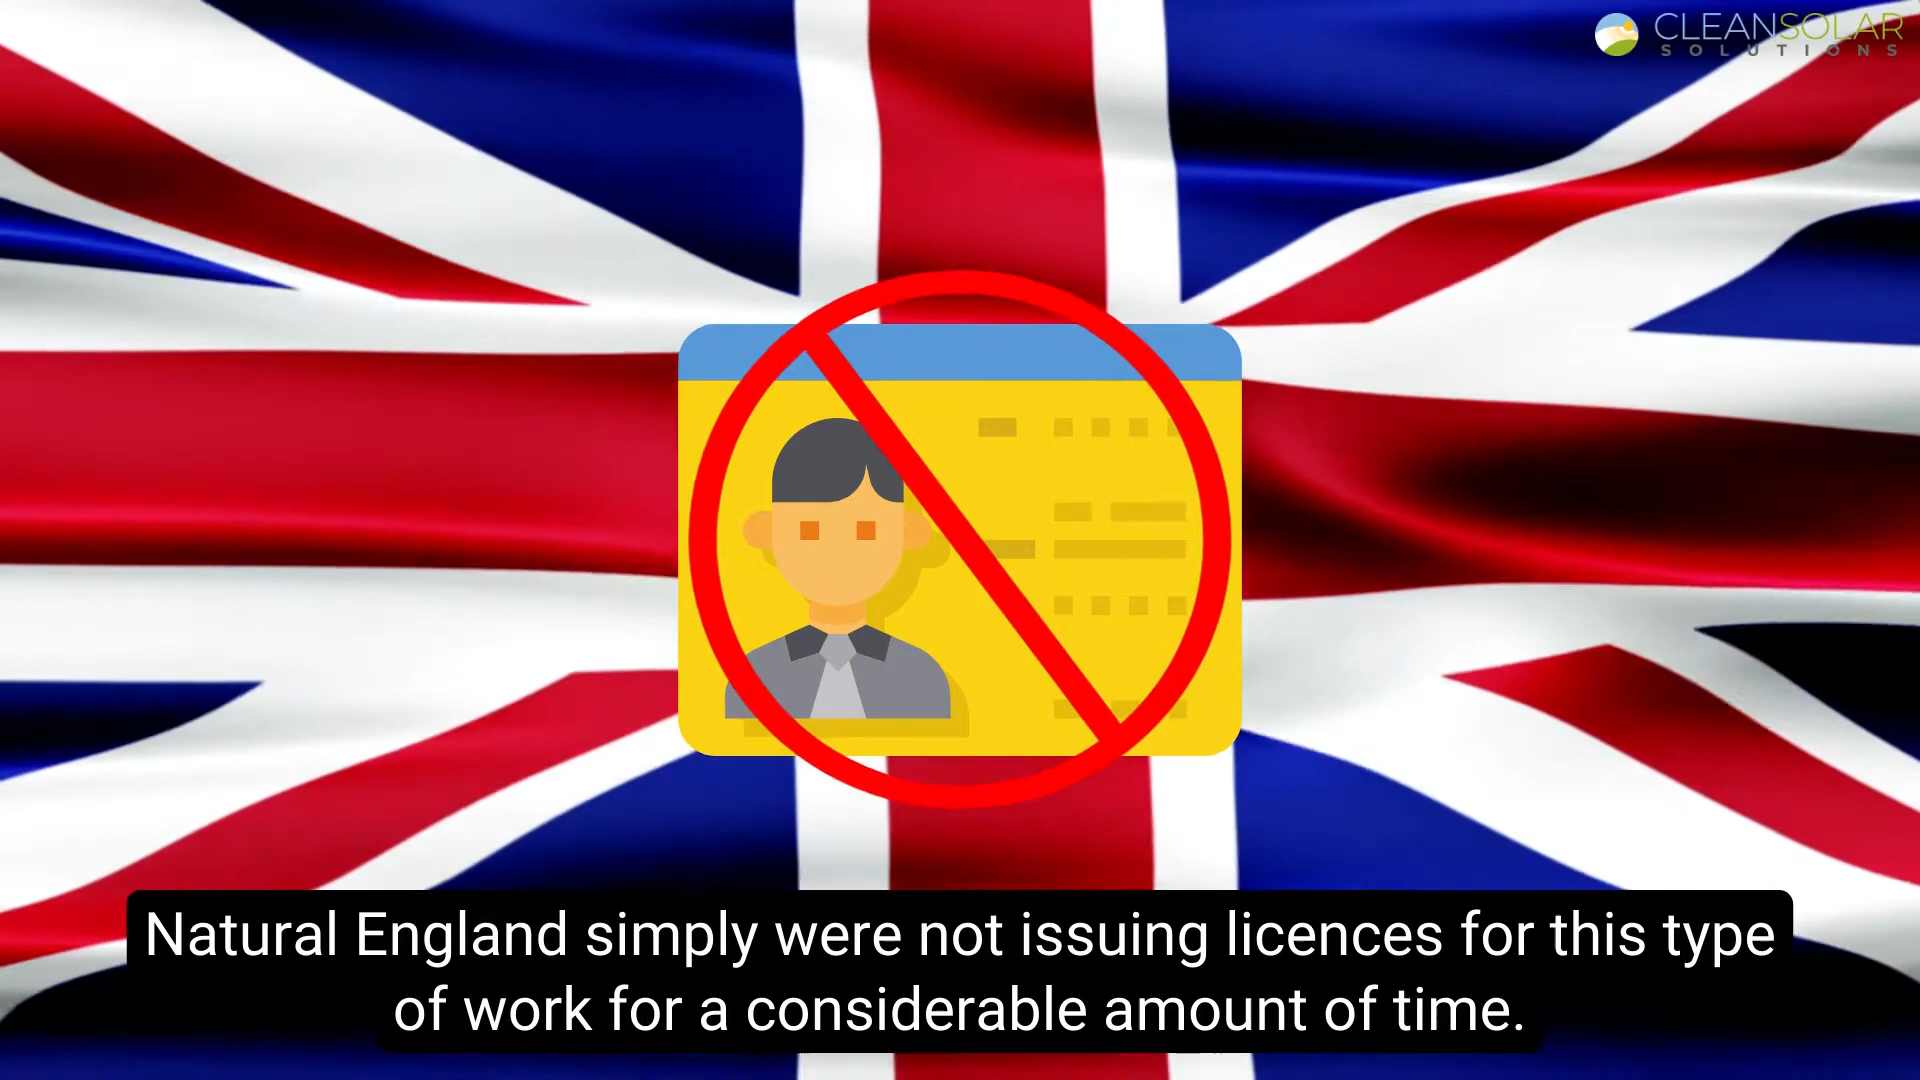 CLEANSOLAR
SOLUTIONS
Natural England simply were not issuing licences for this type
of work for a considerable amount of time.